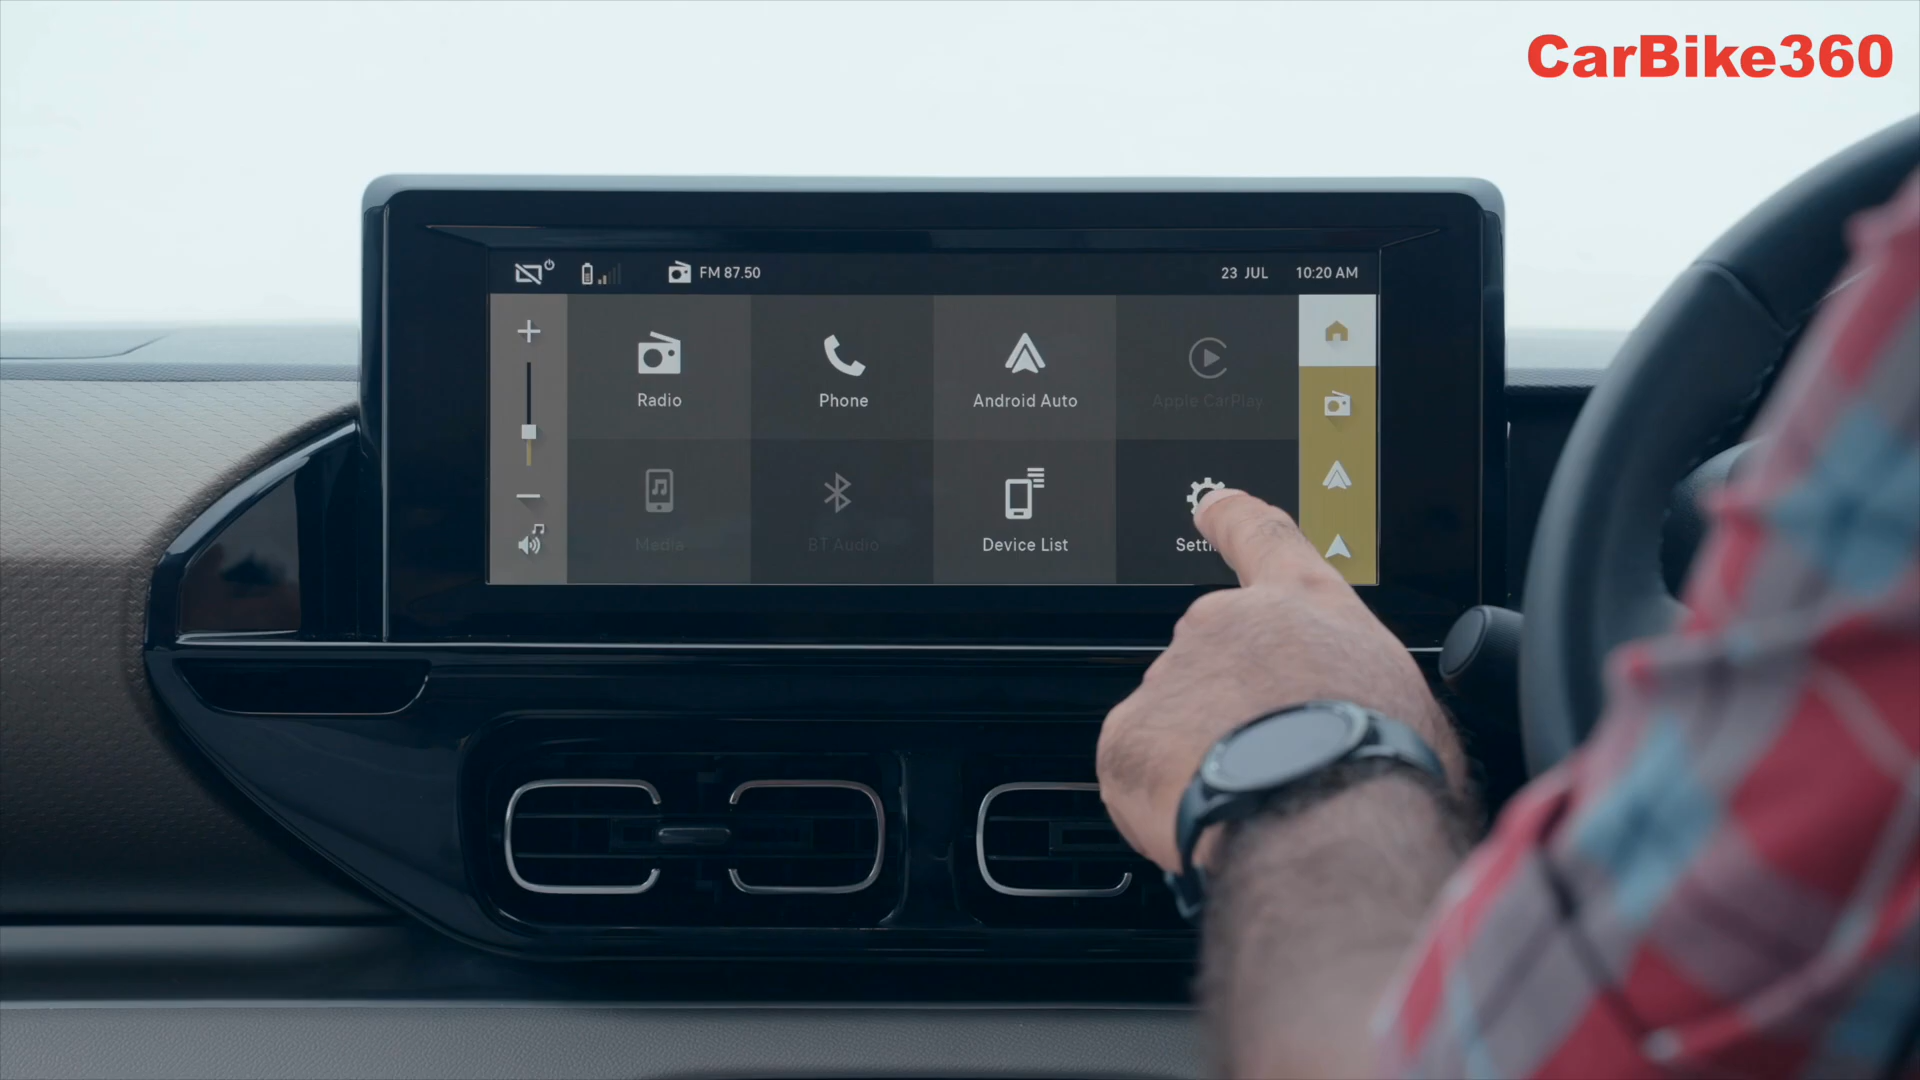 CarBike360
FM 87.50
23 JUL
10:20 AM
Radio
Phone
Android Auto
Apple CarPlay
Media
BT Audio
Device List
Setti